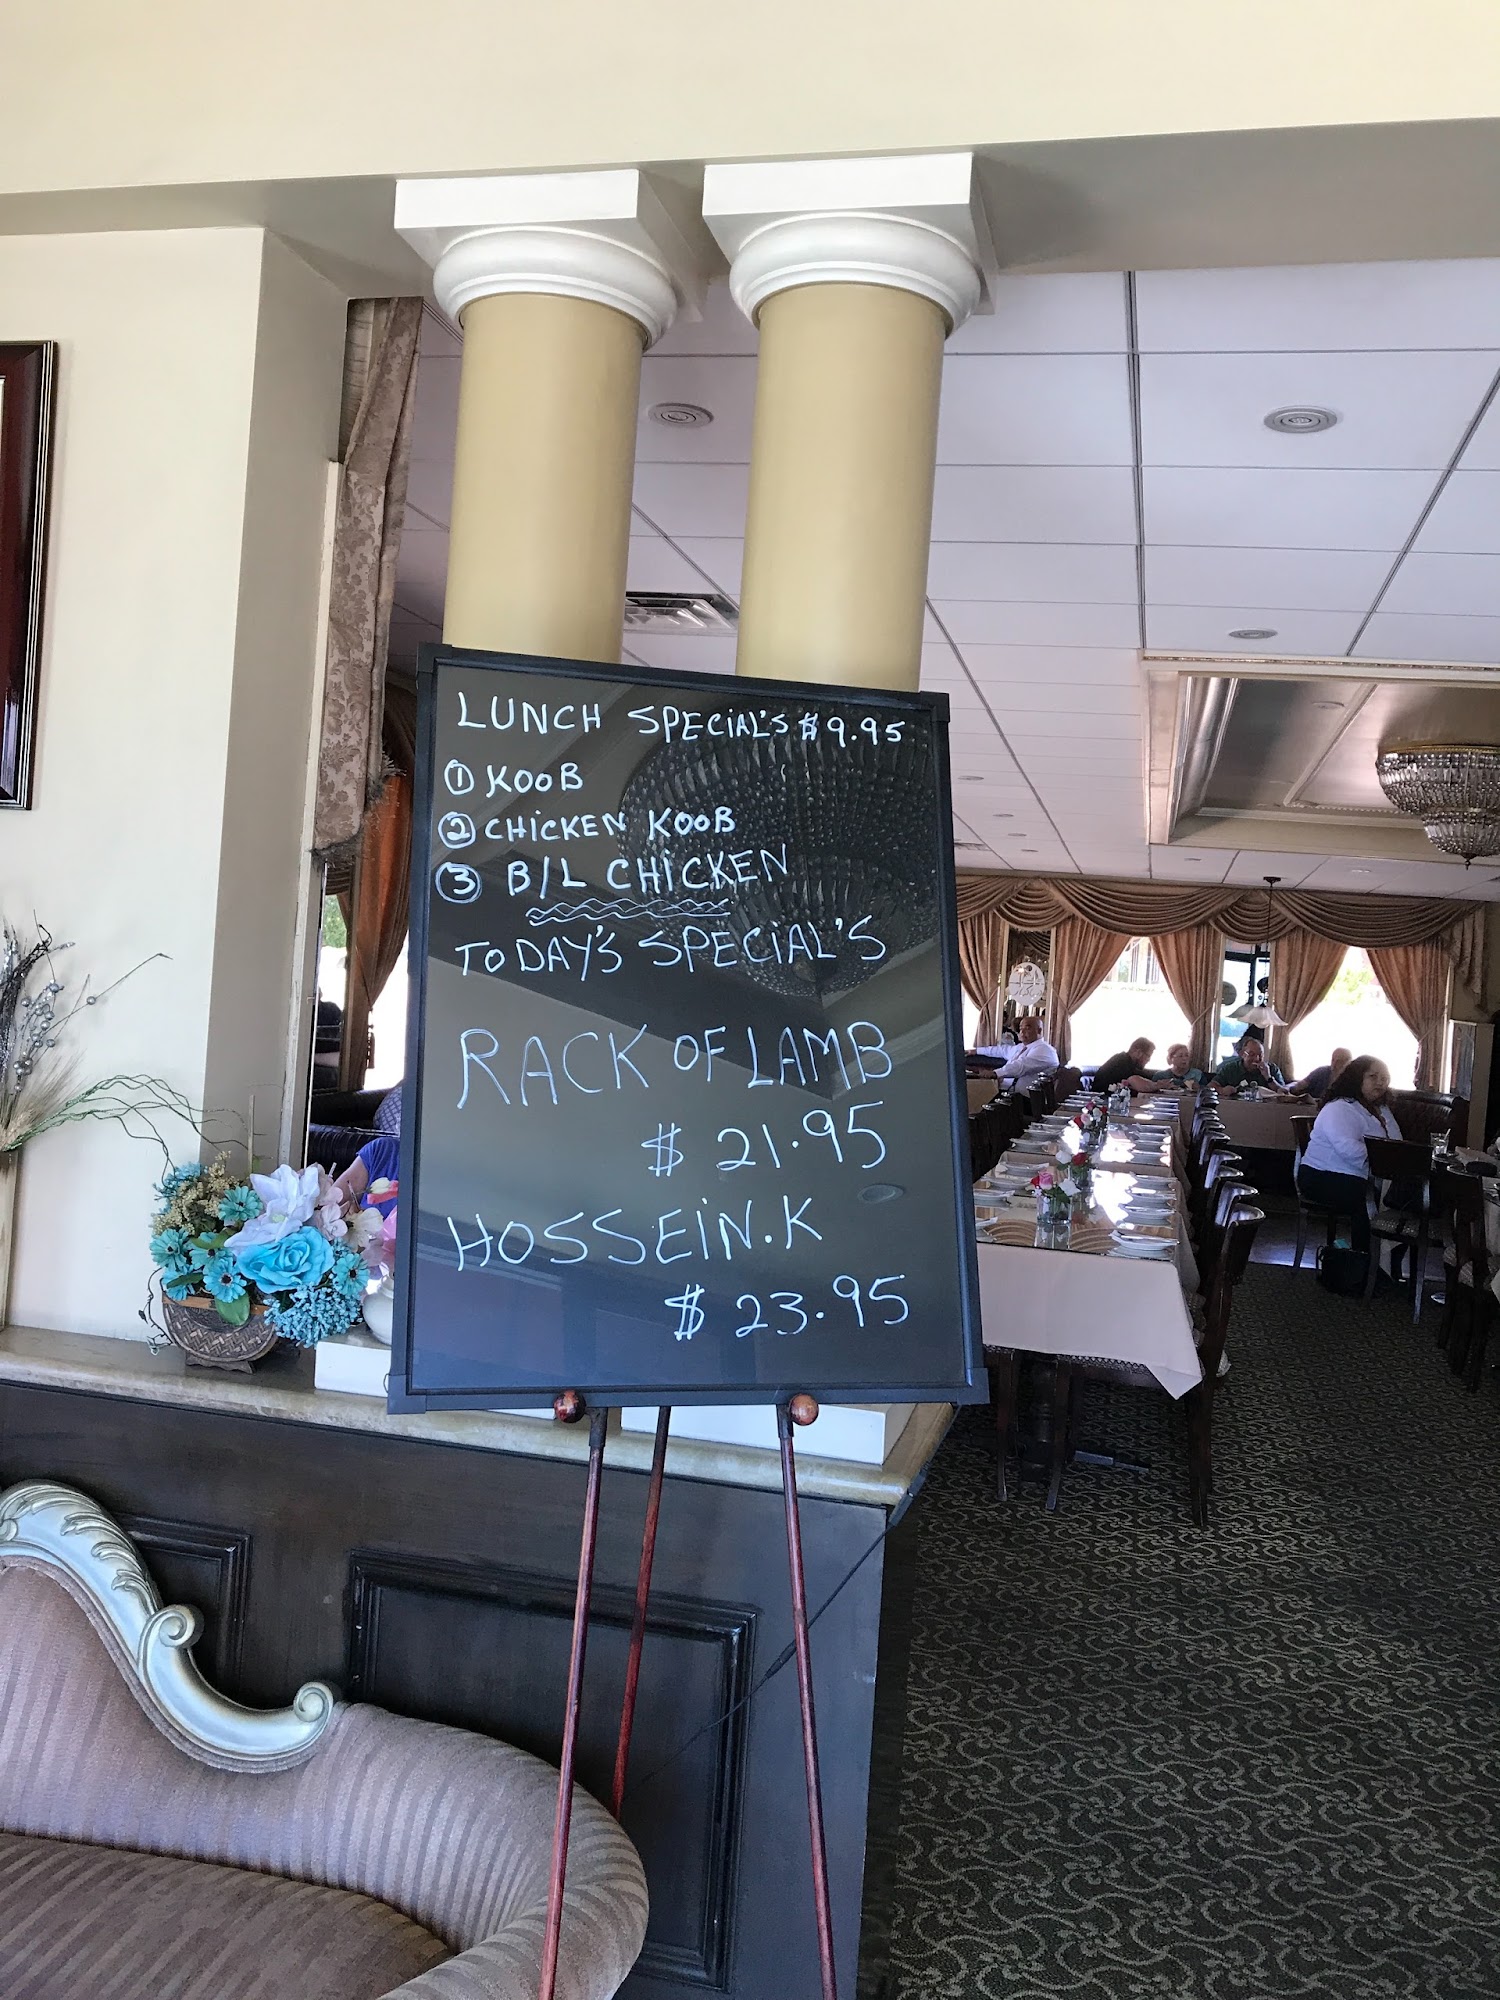 LUNCH SPECIAL'S $9.95
① KOOB
② CHICKEN KOOB
③ B/L CHICKEN
TODAY'S SPECIAL'S
RACK OF LAMB
$ 21.95
HOSSEIN.K
$ 23.95